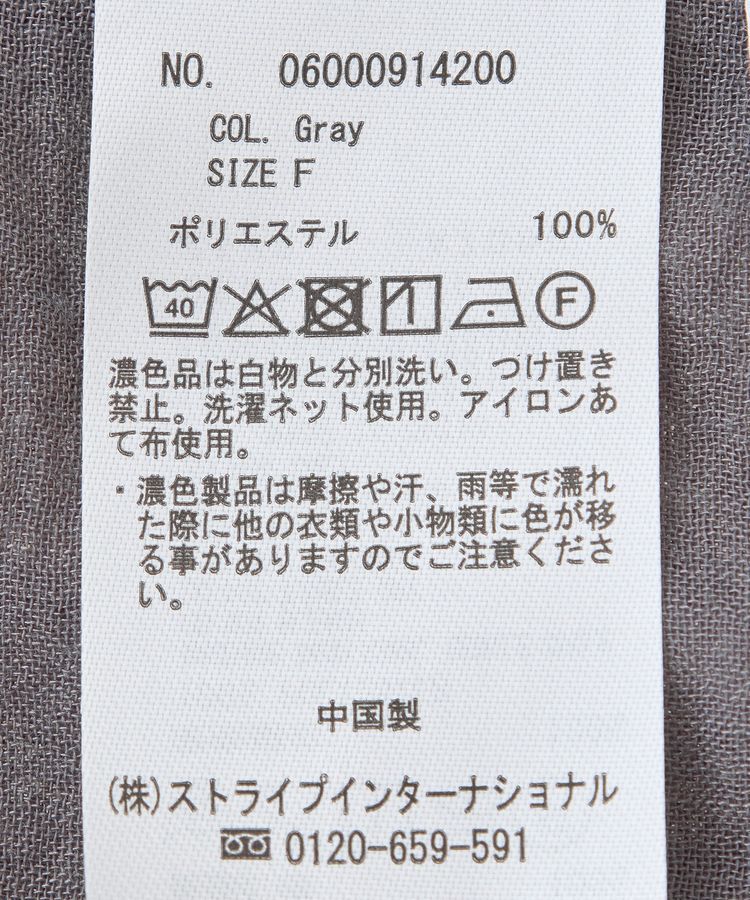 NO. 06000914200
COL. Gray
SIZE F
ポリエステル 100%
40 F
濃色品は白物と分別洗い。つけ置き
禁止。洗濯ネット使用。アイロンあ
て布使用。
・濃色製品は摩擦や汗、雨等で濡れ
た際に他の衣類や小物類に色が移
る事がありますのでご注意くださ
い。
中国製
(株)ストライプインターナショナル
0120-659-591